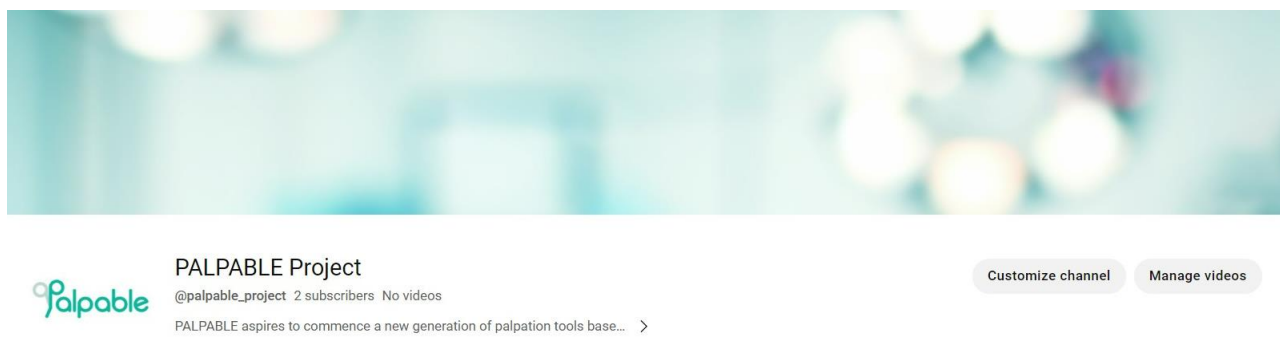 Palpable
PALPABLE Project
@palpable_project 2 subscribers No videos
PALPABLE aspires to commence a new generation of palpation tools base...
Customize channel
Manage videos